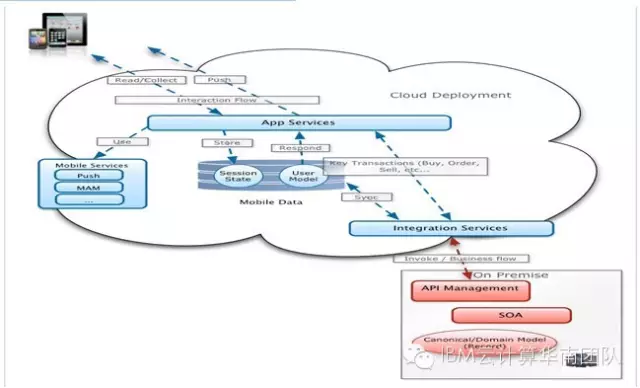 Read/Collect
Push
Cloud Deployment
Interaction Flow
App Services
Use
Store
Respond
Mobile Services
Push
MAM
...
Session
State
User
Model
Key Transactions (Buy, Order,
Sell, etc...
Mobile Data
Sync
Integration Services
Invoke / Business flow
On Premise
API Management
SOA
Canonical/Domain Model
(Record)
IBM云计算华南团队